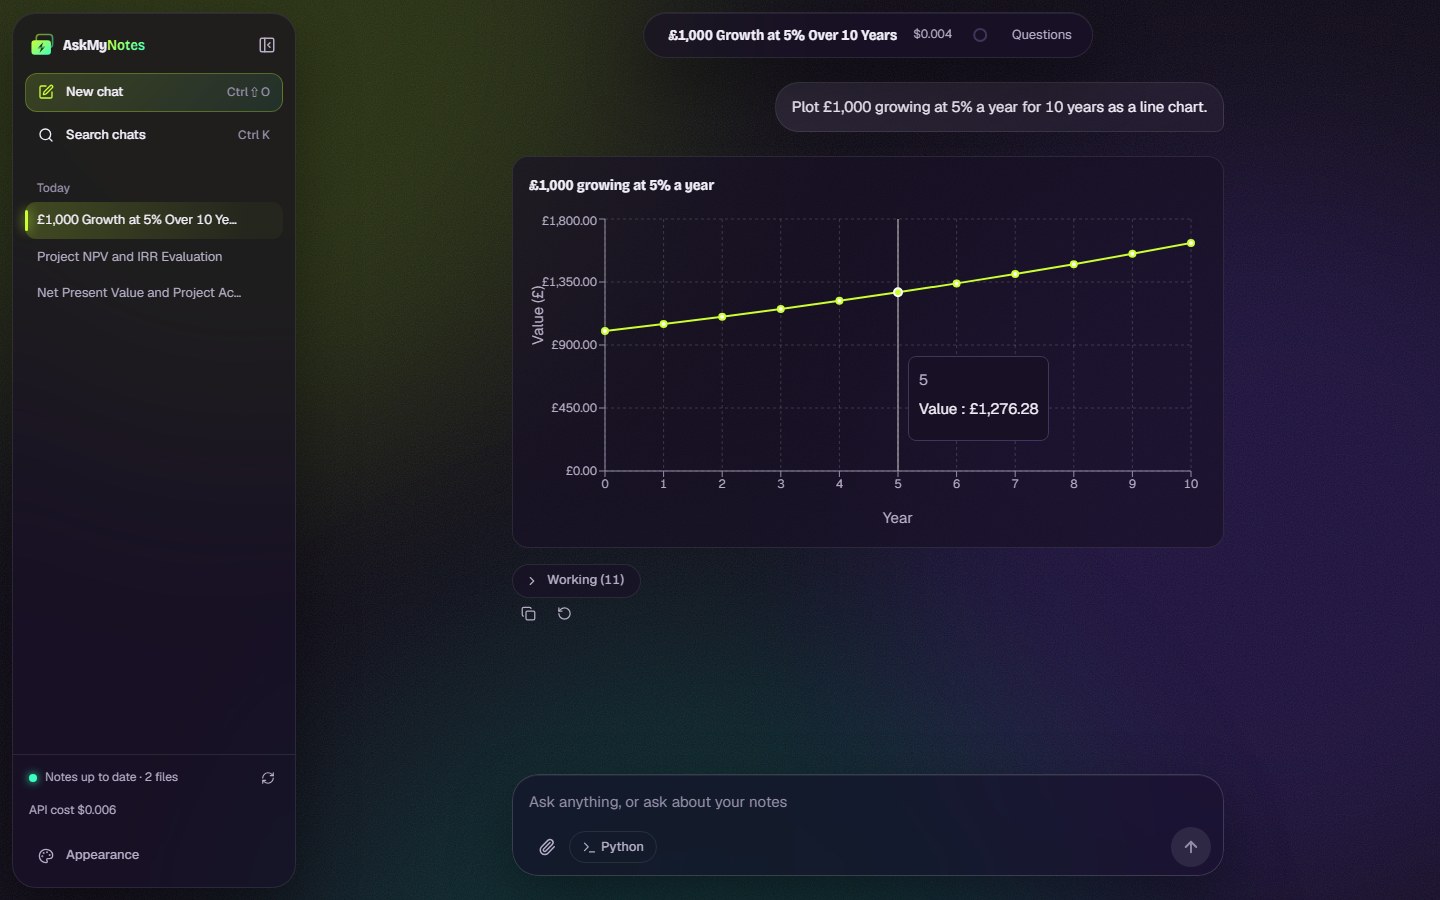 AskMyNotes
New chat Ctrl⇧O
Search chats Ctrl K
Today
£1,000 Growth at 5% Over 10 Ye...
Project NPV and IRR Evaluation
Net Present Value and Project Ac...
Notes up to date · 2 files
API cost $0.006
Appearance
£1,000 Growth at 5% Over 10 Years $0.004 Questions
Plot £1,000 growing at 5% a year for 10 years as a line chart.
£1,000 growing at 5% a year
Value (£)
£1,800.00
£1,350.00
£900.00
£450.00
£0.00
5
Value : £1,276.28
0 1 2 3 4 5 6 7 8 9 10
Year
Working (11)
Ask anything, or ask about your notes
>_ Python